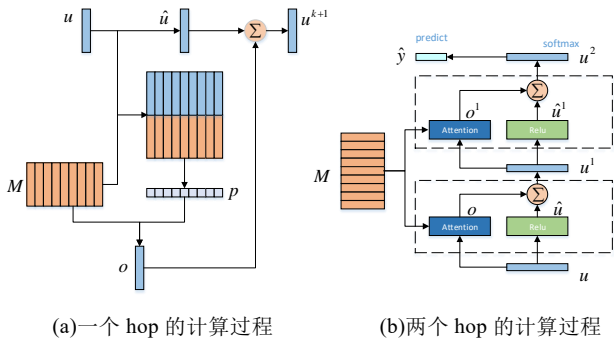 u
û
Σ
u^{k+1}
M
p
o
(a)一个 hop 的计算过程
predict
softmax
ŷ
u²
Σ
o¹
û¹
Attention
Relu
M
u¹
Σ
o
û
Attention
Relu
u
(b)两个 hop 的计算过程